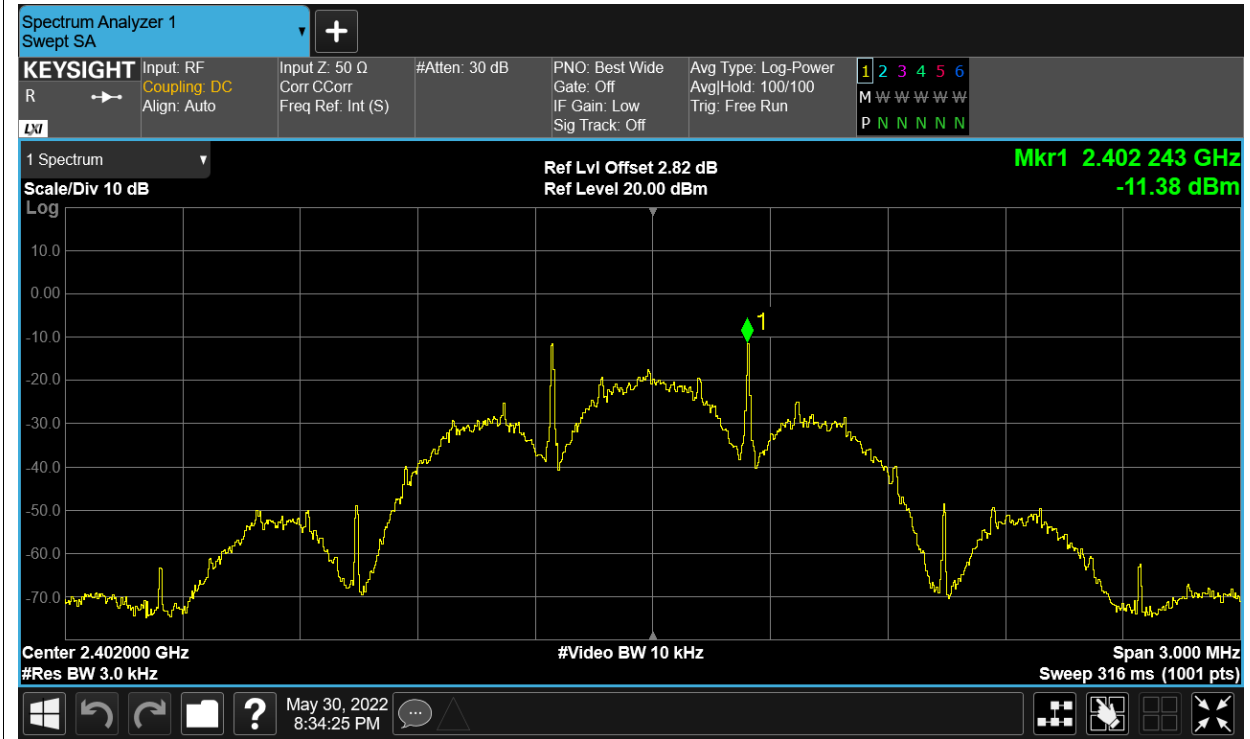 Spectrum Analyzer 1
Swept SA
+
KEYSIGHT
R
LXI
Input: RF
Coupling: DC
Align: Auto
Input Z: 50 Ω
Corr CCorr
Freq Ref: Int (S)
#Atten: 30 dB
PNO: Best Wide
Gate: Off
IF Gain: Low
Sig Track: Off
Avg Type: Log-Power
Avg|Hold: 100/100
Trig: Free Run
1 2 3 4 5 6
M W W W W W W
P N N N N N N
1 Spectrum
Scale/Div 10 dB
Log
Ref Lvl Offset 2.82 dB
Ref Level 20.00 dBm
Mkr1 2.402 243 GHz
-11.38 dBm
10.0
0.00
-10.0
-20.0
-30.0
-40.0
-50.0
-60.0
-70.0
1
Center 2.402000 GHz
#Res BW 3.0 kHz
#Video BW 10 kHz
Span 3.000 MHz
Sweep 316 ms (1001 pts)
?
May 30, 2022
8:34:25 PM